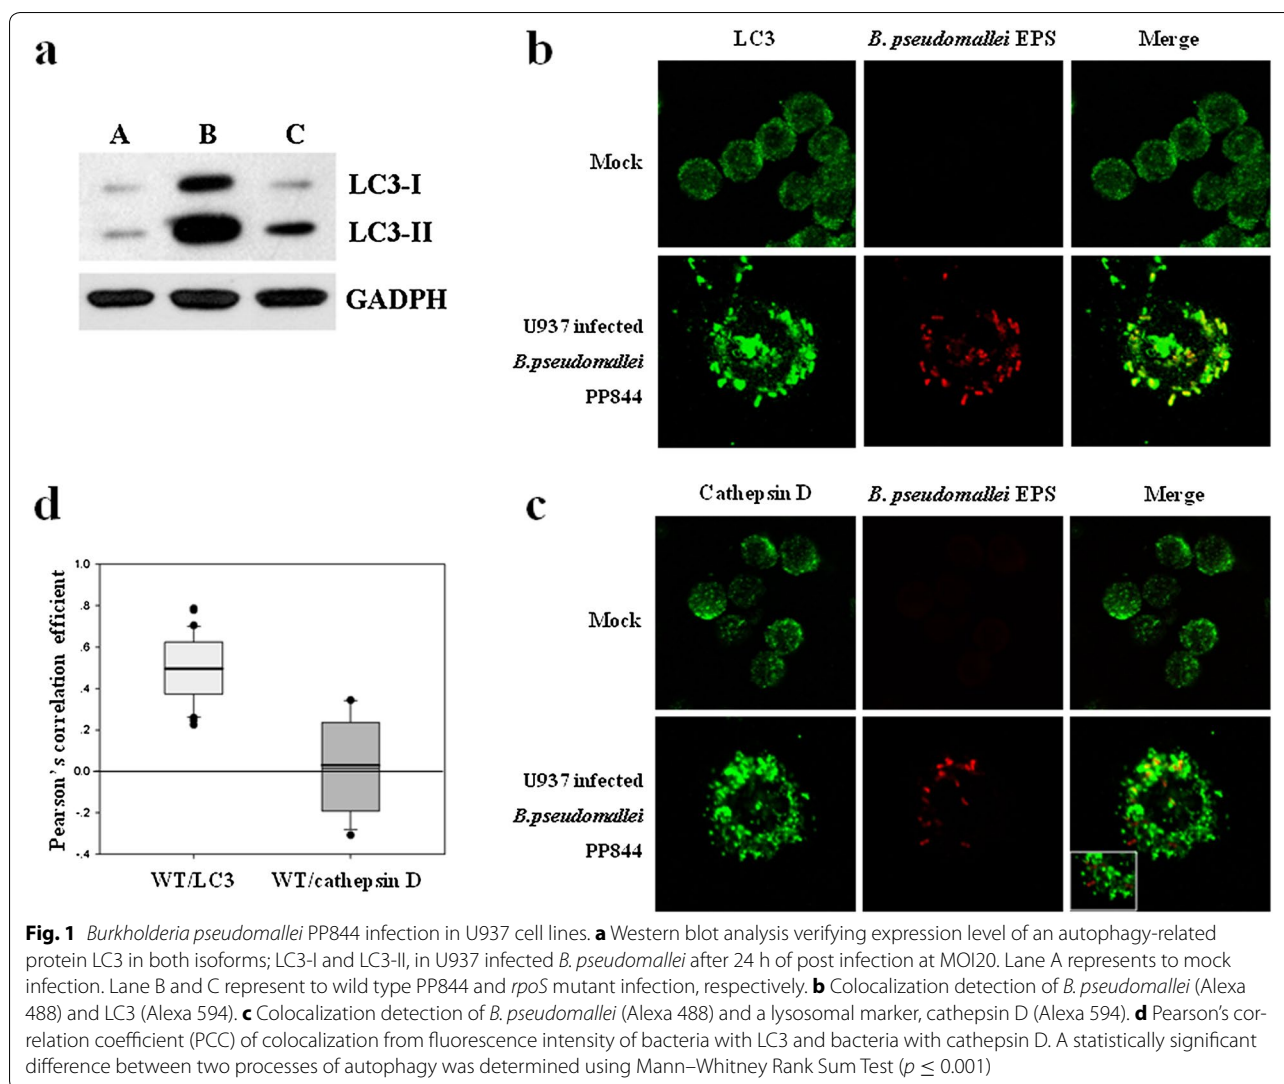 a
A B C
LC3-I
LC3-II
GADPH
b
LC3 B. pseudomallei EPS Merge
Mock
U937 infected
B.pseudomallei
PP844
d
1.0
.8
.6
.4
.2
0.0
-.2
-.4
Pearson's correlation efficient
WT/LC3 WT/cathepsin D
c
Cathepsin D B. pseudomallei EPS Merge
Mock
U937 infected
B.pseudomallei
PP844
Fig. 1 Burkholderia pseudomallei PP844 infection in U937 cell lines. a Western blot analysis verifying expression level of an autophagy-related
protein LC3 in both isoforms; LC3-I and LC3-II, in U937 infected B. pseudomallei after 24 h of post infection at MOI20. Lane A represents to mock
infection. Lane B and C represent to wild type PP844 and rpoS mutant infection, respectively. b Colocalization detection of B. pseudomallei (Alexa
488) and LC3 (Alexa 594). c Colocalization detection of B. pseudomallei (Alexa 488) and a lysosomal marker, cathepsin D (Alexa 594). d Pearson's cor-
relation coefficient (PCC) of colocalization from fluorescence intensity of bacteria with LC3 and bacteria with cathepsin D. A statistically significant
difference between two processes of autophagy was determined using Mann–Whitney Rank Sum Test (p ≤ 0.001)